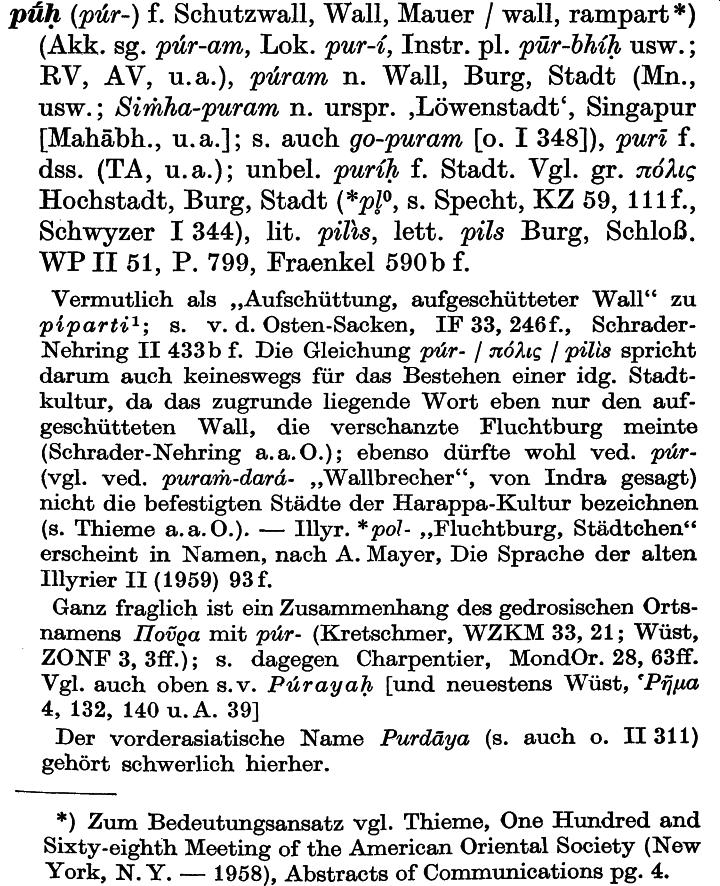 pū́ḥ (púr-) f. Schutzwall, Wall, Mauer / wall, rampart*)
(Akk. sg. púr-am, Lok. pur-í, Instr. pl. pūr-bhíḥ usw.;
RV, AV, u.a.), púram n. Wall, Burg, Stadt (Mn.,
usw.; Siṁha-puram n. urspr. ‚Löwenstadt‘, Singapur
[Mahābh., u.a.]; s. auch go-puram [o. I 348]), purī f.
dss. (TA, u.a.); unbel. puríḥ f. Stadt. Vgl. gr. πόλις
Hochstadt, Burg, Stadt (*pl̥⁰, s. Specht, KZ 59, 111f.,
Schwyzer I 344), lit. pilìs, lett. pils Burg, Schloß.
WP II 51, P. 799, Fraenkel 590b f.
Vermutlich als „Aufschüttung, aufgeschütteter Wall“ zu
píparti¹; s. v. d. Osten-Sacken, IF 33, 246f., Schrader-
Nehring II 433b f. Die Gleichung púr- / πόλις / pilìs spricht
darum auch keineswegs für das Bestehen einer idg. Stadt-
kultur, da das zugrunde liegende Wort eben nur den auf-
geschütteten Wall, die verschanzte Fluchtburg meinte
(Schrader-Nehring a.a.O.); ebenso dürfte wohl ved. púr-
(vgl. ved. puraṁ-dará- „Wallbrecher“, von Indra gesagt)
nicht die befestigten Städte der Harappa-Kultur bezeichnen
(s. Thieme a.a.O.). — Illyr. *pol- „Fluchtburg, Städtchen“
erscheint in Namen, nach A. Mayer, Die Sprache der alten
Illyrier II (1959) 93f.
Ganz fraglich ist ein Zusammenhang des gedrosischen Orts-
namens Ποῦρα mit púr- (Kretschmer, WZKM 33, 21; Wüst,
ZONF 3, 3ff.); s. dagegen Charpentier, MondOr. 28, 63ff.
Vgl. auch oben s.v. Púrayaḥ [und neuestens Wüst, Ῥῆμα
4, 132, 140 u. A. 39]
Der vorderasiatische Name Purdāya (s. auch o. II 311)
gehört schwerlich hierher.
*) Zum Bedeutungsansatz vgl. Thieme, One Hundred and
Sixty-eighth Meeting of the American Oriental Society (New
York, N.Y. — 1958), Abstracts of Communications pg. 4.